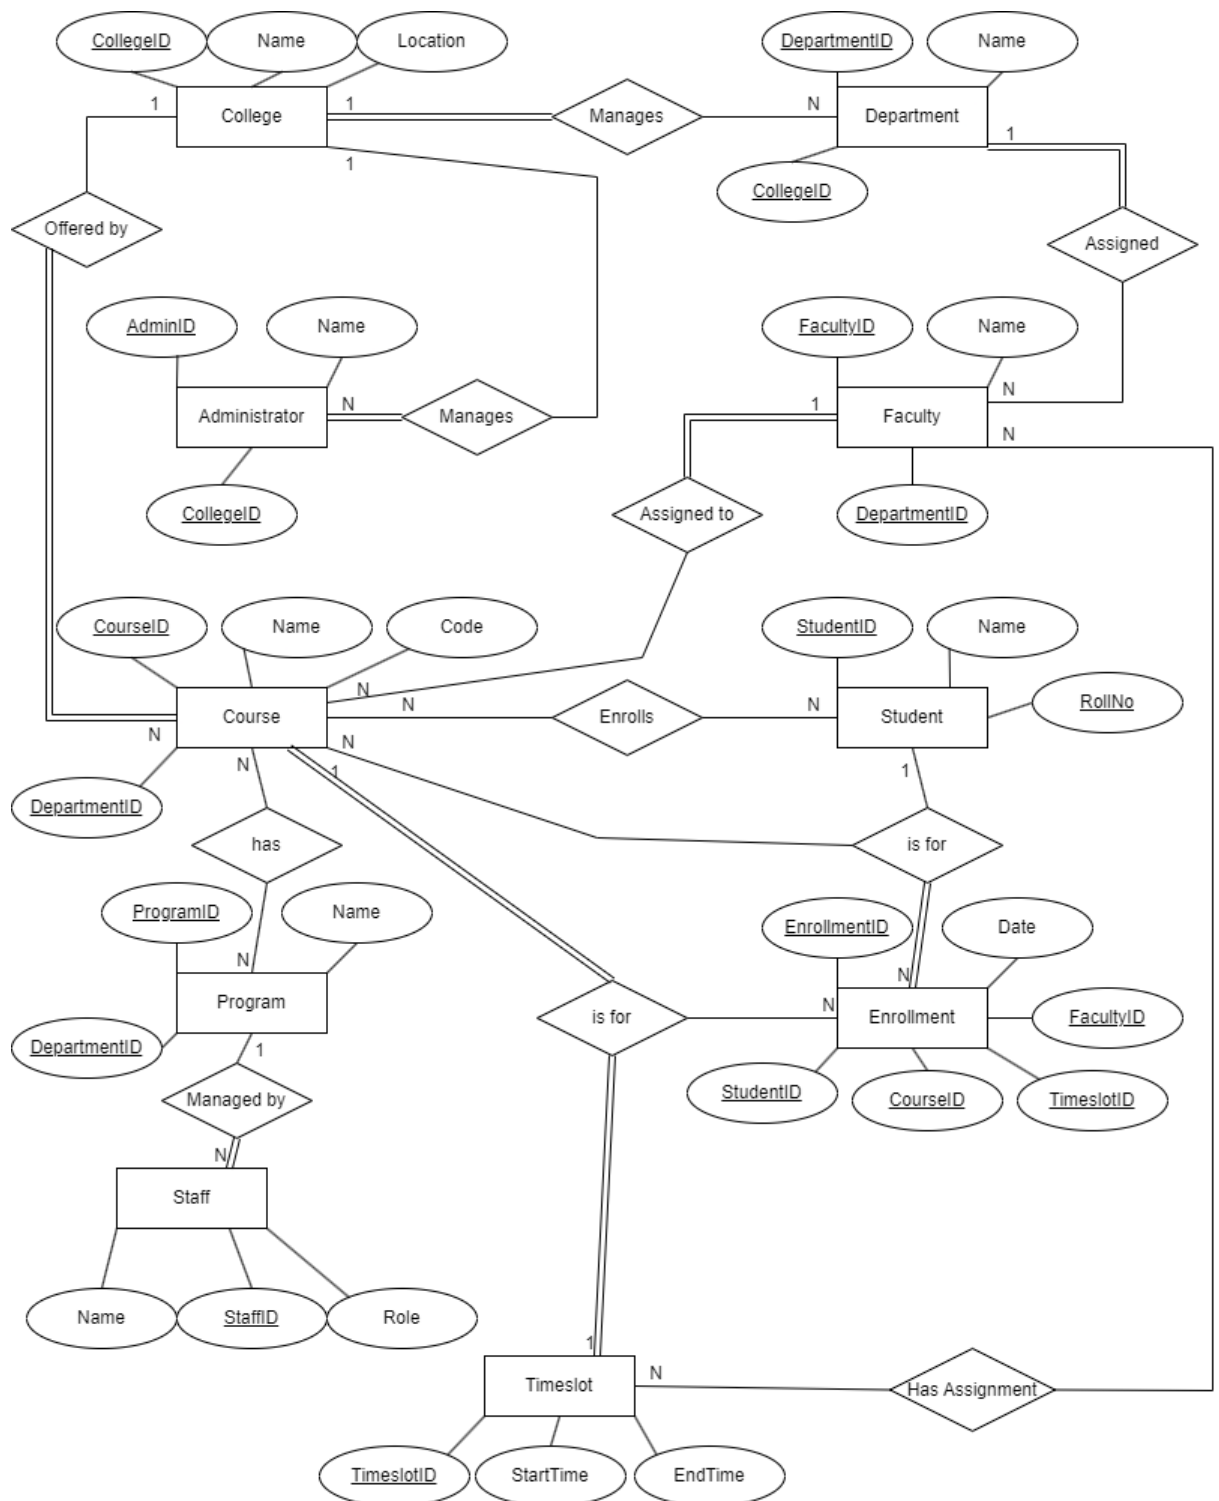 CollegeID
Name
Location
DepartmentID
Name
1
College
1
Manages
N
Department
1
1
CollegeID
Offered by
Assigned
AdminID
Name
FacultyID
Name
Administrator
N
Manages
1
Faculty
N
N
CollegeID
Assigned to
DepartmentID
CourseID
Name
Code
StudentID
Name
N
Course
N
Enrolls
N
Student
RollNo
N
N
N
1
1
DepartmentID
has
is for
ProgramID
Name
EnrollmentID
Date
N
N
Program
is for
N
Enrollment
FacultyID
DepartmentID
1
Managed by
StudentID
CourseID
TimeslotID
N
Staff
Name
StaffID
Role
1
Timeslot
N
Has Assignment
TimeslotID
StartTime
EndTime